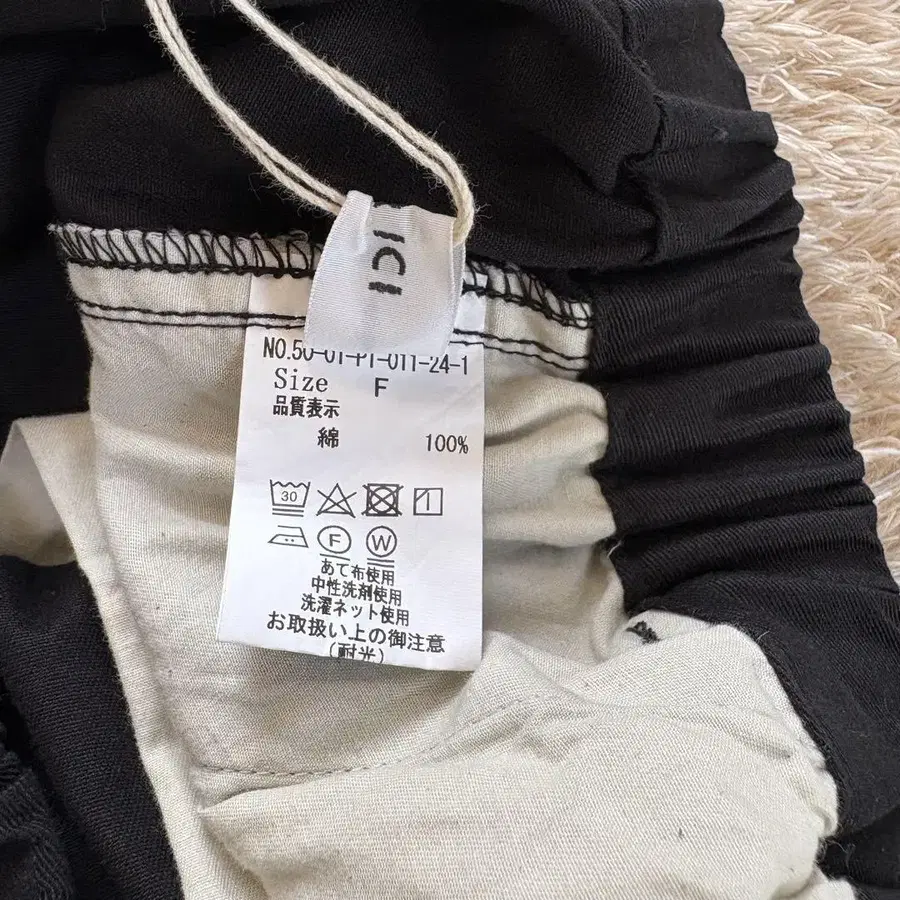 ICI
NO.50-01-PT-011-24-1
Size F
品質表示
綿 100%
30
F W
あて布使用
中性洗剤使用
洗濯ネット使用
お取扱い上の御注意
(耐光)